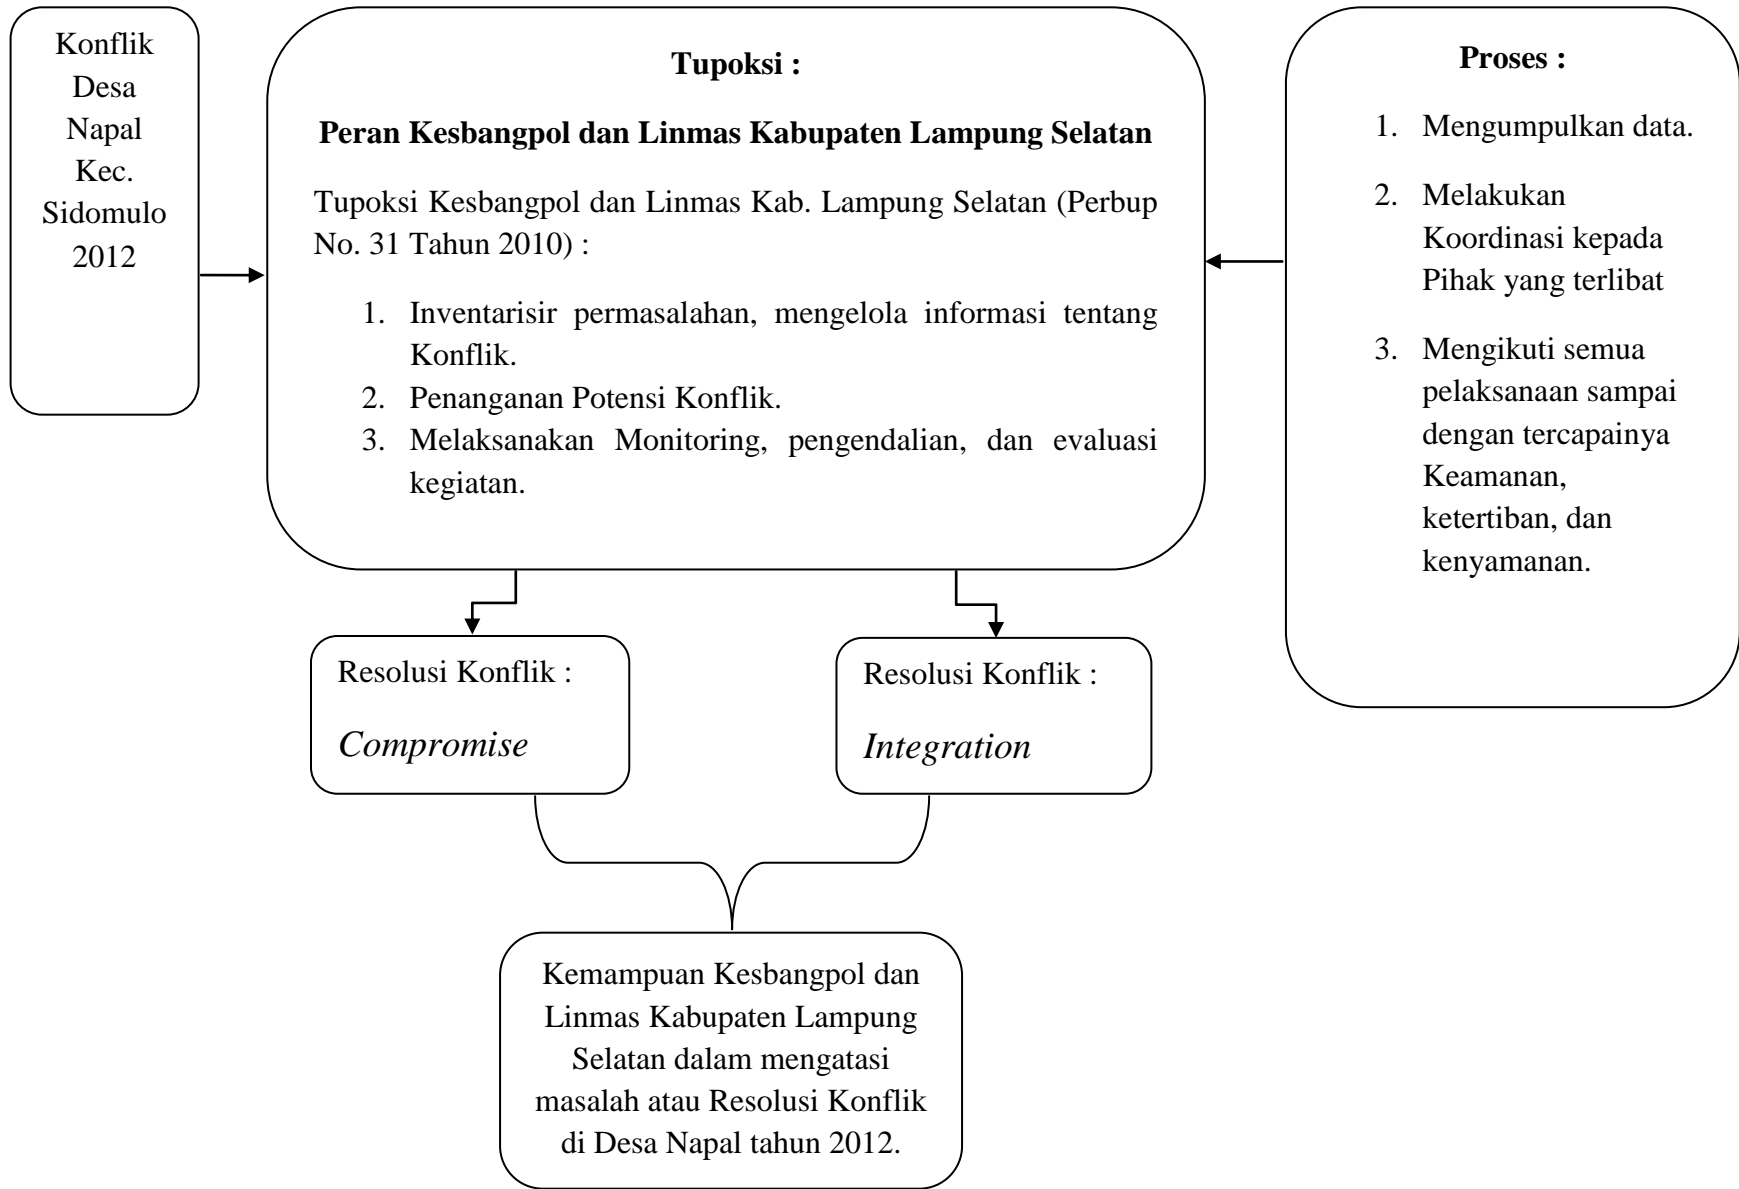 Konflik
Desa
Napal
Kec.
Sidomulo
2012
Tupoksi :
Peran Kesbangpol dan Linmas Kabupaten Lampung Selatan
Tupoksi Kesbangpol dan Linmas Kab. Lampung Selatan (Perbup
No. 31 Tahun 2010) :
1. Inventarisir permasalahan, mengelola informasi tentang
Konflik.
2. Penanganan Potensi Konflik.
3. Melaksanakan Monitoring, pengendalian, dan evaluasi
kegiatan.
Proses :
1. Mengumpulkan data.
2. Melakukan
Koordinasi kepada
Pihak yang terlibat
3. Mengikuti semua
pelaksanaan sampai
dengan tercapainya
Keamanan,
ketertiban, dan
kenyamanan.
Resolusi Konflik :
Compromise
Resolusi Konflik :
Integration
Kemampuan Kesbangpol dan
Linmas Kabupaten Lampung
Selatan dalam mengatasi
masalah atau Resolusi Konflik
di Desa Napal tahun 2012.